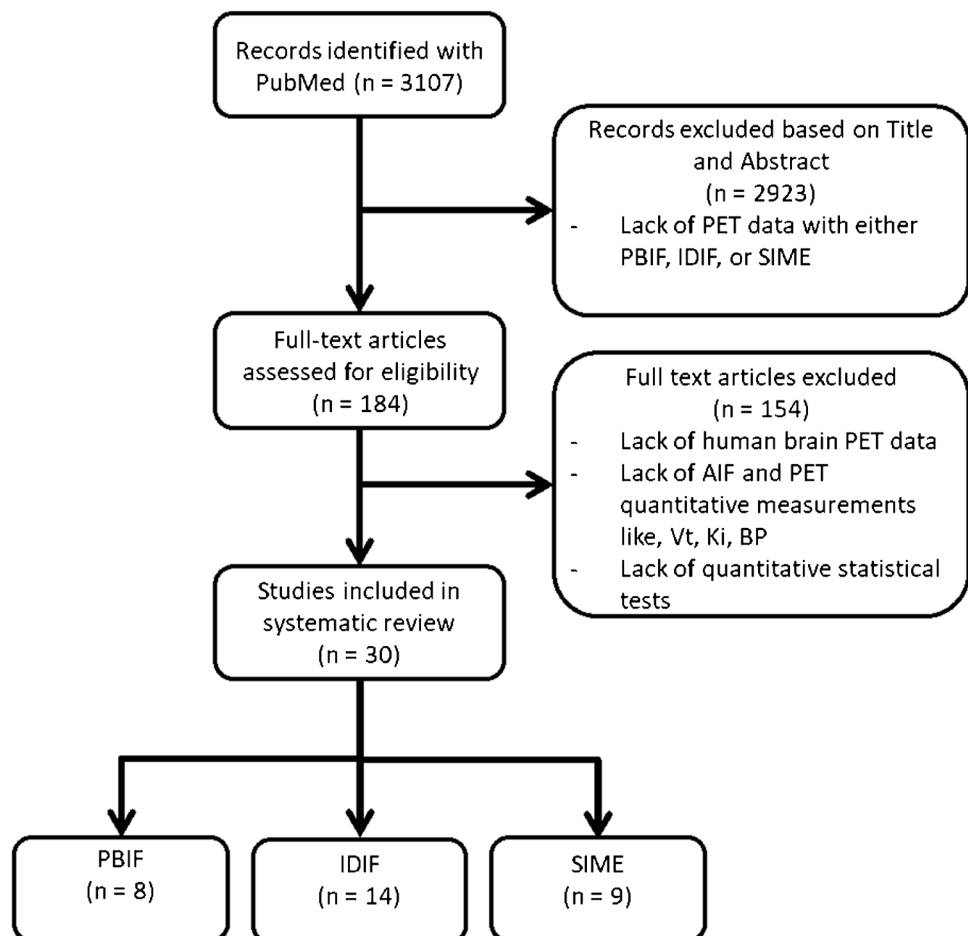 Records identified with
PubMed (n = 3107)
Records excluded based on Title
and Abstract
(n = 2923)
- Lack of PET data with either
PBIF, IDIF, or SIME
Full-text articles
assessed for eligibility
(n = 184)
Full text articles excluded
(n = 154)
- Lack of human brain PET data
- Lack of AIF and PET
quantitative measurements
like, Vt, Ki, BP
- Lack of quantitative statistical
tests
Studies included in
systematic review
(n = 30)
PBIF
(n = 8)
IDIF
(n = 14)
SIME
(n = 9)